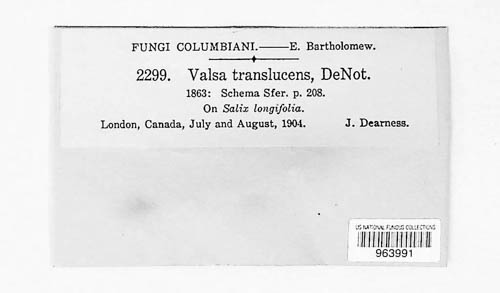 FUNGI COLUMBIANI.—E. Bartholomew.
2299. Valsa translucens, DeNot.
1863: Schema Sfer. p. 208.
On Salix longifolia.
London, Canada, July and August, 1904. J. Dearness.
US NATIONAL FUNGUS COLLECTIONS
963991